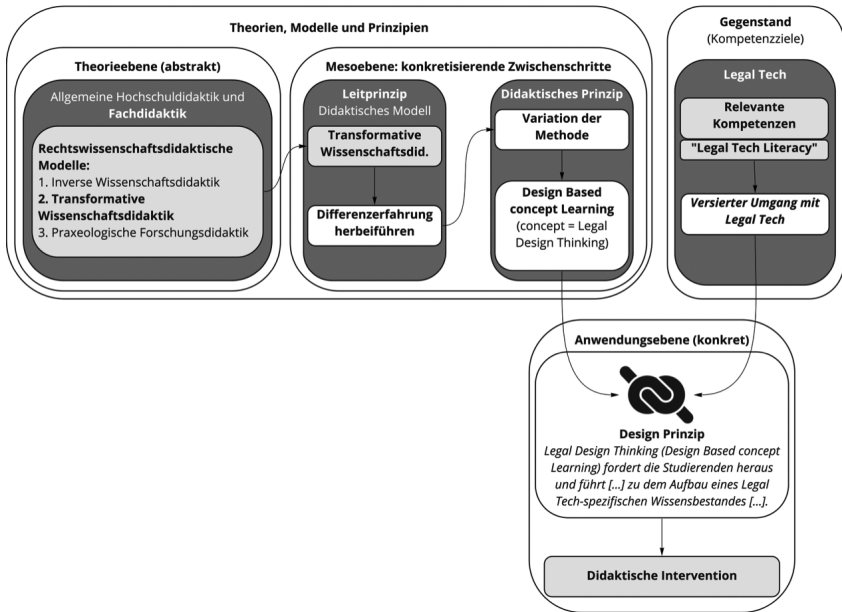 Theorien, Modelle und Prinzipien
Theorieebene (abstrakt)
Allgemeine Hochschuldidaktik und
Fachdidaktik
Rechtswissenschaftsdidaktische
Modelle:
1. Inverse Wissenschaftsdidaktik
2. Transformative
Wissenschaftsdidaktik
3. Praxeologische Forschungsdidaktik
Mesoebene: konkretisierende Zwischenschritte
Leitprinzip
Didaktisches Modell
Transformative
Wissenschaftsdid.
Differenzerfahrung
herbeiführen
Didaktisches Prinzip
Variation der
Methode
Design Based
concept Learning
(concept = Legal
Design Thinking)
Gegenstand
(Kompetenzziele)
Legal Tech
Relevante
Kompetenzen
"Legal Tech Literacy"
Versierter Umgang mit
Legal Tech
Anwendungsebene (konkret)
Design Prinzip
Legal Design Thinking (Design Based concept
Learning) fordert die Studierenden heraus
und führt [...] zu dem Aufbau eines Legal
Tech-spezifischen Wissensbestandes [...].
Didaktische Intervention